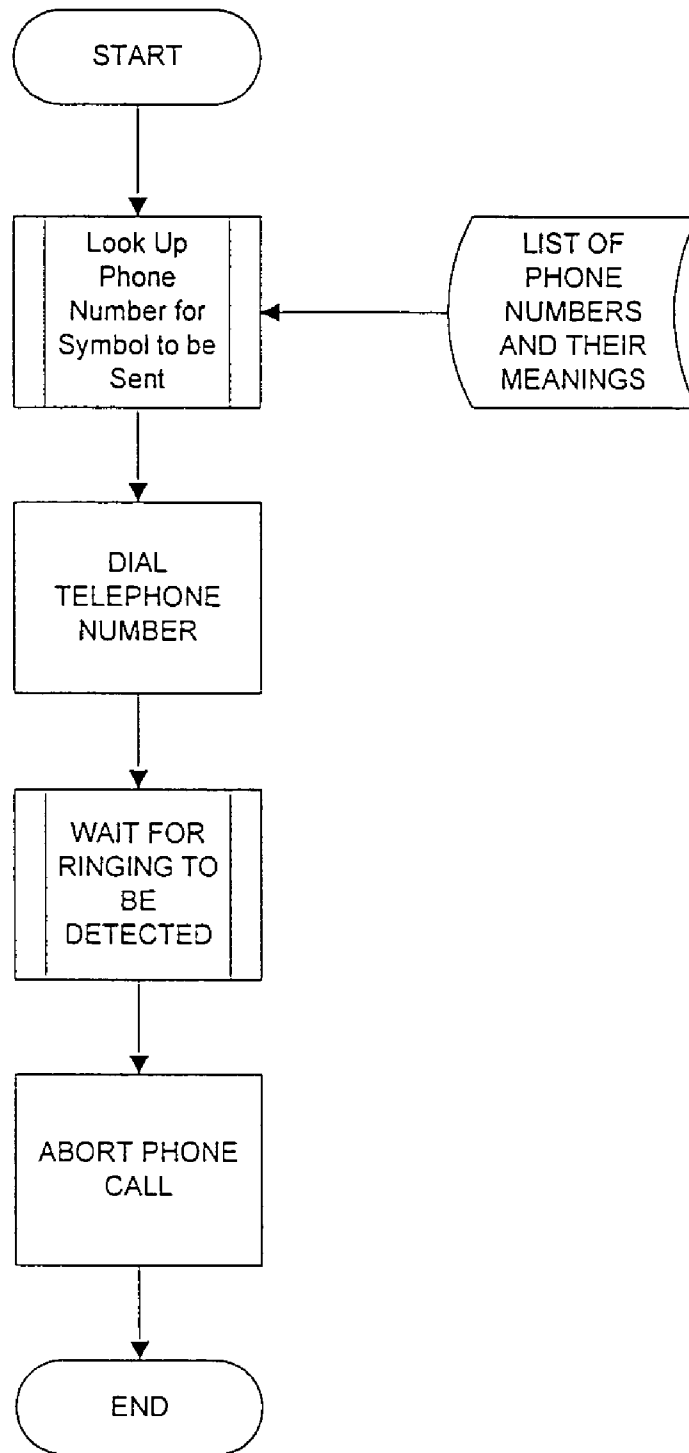 START
Look Up
Phone
Number for
Symbol to be
Sent
LIST OF
PHONE
NUMBERS
AND THEIR
MEANINGS
DIAL
TELEPHONE
NUMBER
WAIT FOR
RINGING TO
BE
DETECTED
ABORT PHONE
CALL
END